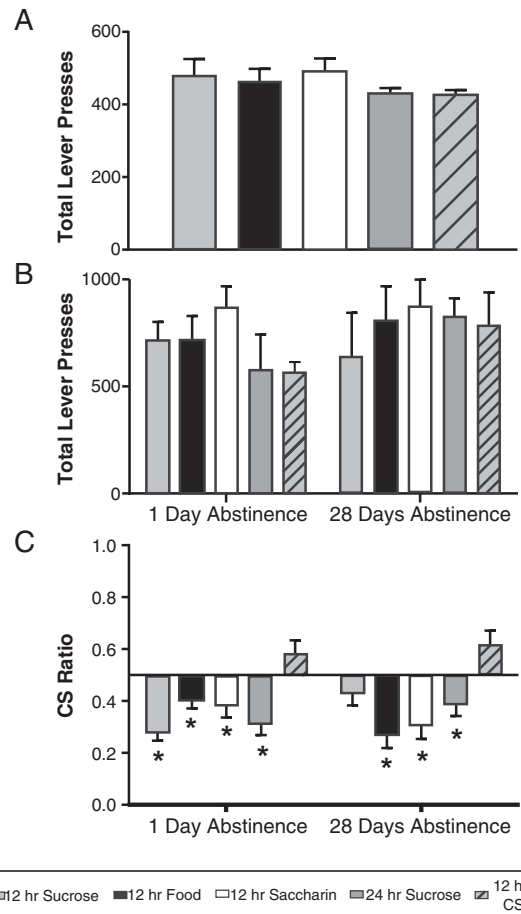 A
Total Lever Presses
600
400
200
0
B
Total Lever Presses
1000
500
0
1 Day Abstinence 28 Days Abstinence
C
CS Ratio
1.0
0.8
0.6
0.4
0.2
0.0
* * * * * * *
1 Day Abstinence 28 Days Abstinence
12 hr Sucrose 12 hr Food 12 hr Saccharin 24 hr Sucrose 12 h
CS